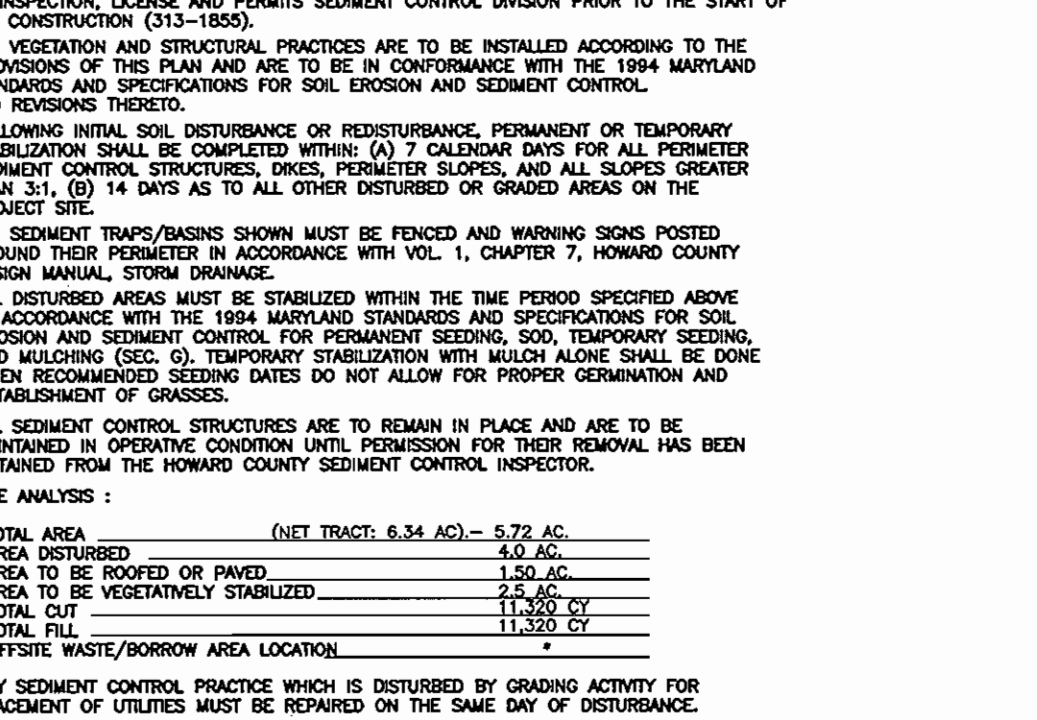 INSPECTION, LICENSE AND PERMITS SEDIMENT CONTROL DIVISION PRIOR TO THE START OF
CONSTRUCTION (313-1855).
VEGETATION AND STRUCTURAL PRACTICES ARE TO BE INSTALLED ACCORDING TO THE
OVISIONS OF THIS PLAN AND ARE TO BE IN CONFORMANCE WITH THE 1994 MARYLAND
NDARDS AND SPECIFICATIONS FOR SOIL EROSION AND SEDIMENT CONTROL
REVISIONS THERETO.
LLOWING INITIAL SOIL DISTURBANCE OR REDISTURBANCE, PERMANENT OR TEMPORARY
BILIZATION SHALL BE COMPLETED WITHIN: (A) 7 CALENDAR DAYS FOR ALL PERIMETER
DIMENT CONTROL STRUCTURES, DIKES, PERIMETER SLOPES, AND ALL SLOPES GREATER
AN 3:1, (B) 14 DAYS AS TO ALL OTHER DISTURBED OR GRADED AREAS ON THE
OJECT SITE.
SEDIMENT TRAPS/BASINS SHOWN MUST BE FENCED AND WARNING SIGNS POSTED
OUND THEIR PERIMETER IN ACCORDANCE WITH VOL. 1, CHAPTER 7, HOWARD COUNTY
SIGN MANUAL, STORM DRAINAGE.
. DISTURBED AREAS MUST BE STABILIZED WITHIN THE TIME PERIOD SPECIFIED ABOVE
ACCORDANCE WITH THE 1994 MARYLAND STANDARDS AND SPECIFICATIONS FOR SOIL
OSION AND SEDIMENT CONTROL FOR PERMANENT SEEDING, SOD, TEMPORARY SEEDING,
D MULCHING (SEC. G). TEMPORARY STABILIZATION WITH MULCH ALONE SHALL BE DONE
EN RECOMMENDED SEEDING DATES DO NOT ALLOW FOR PROPER GERMINATION AND
TABLISHMENT OF GRASSES.
. SEDIMENT CONTROL STRUCTURES ARE TO REMAIN IN PLACE AND ARE TO BE
INTAINED IN OPERATIVE CONDITION UNTIL PERMISSION FOR THEIR REMOVAL HAS BEEN
TAINED FROM THE HOWARD COUNTY SEDIMENT CONTROL INSPECTOR.
E ANALYSIS :
OTAL AREA (NET TRACT: 6.34 AC).- 5.72 AC.
REA DISTURBED 4.0 AC.
REA TO BE ROOFED OR PAVED 1.50 AC.
REA TO BE VEGETATIVELY STABILIZED 2.5 AC.
OTAL CUT 11,320 CY
OTAL FILL 11,320 CY
FFSITE WASTE/BORROW AREA LOCATION *
Y SEDIMENT CONTROL PRACTICE WHICH IS DISTURBED BY GRADING ACTIVITY FOR
ACEMENT OF UTILITIES MUST BE REPAIRED ON THE SAME DAY OF DISTURBANCE.